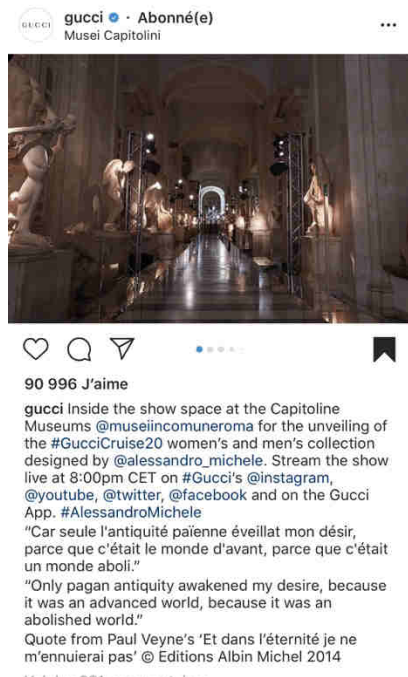 GUCCI
gucci · Abonné(e)
Musei Capitolini
90 996 J’aime
gucci Inside the show space at the Capitoline
Museums @museiincomuneroma for the unveiling of
the #GucciCruise20 women’s and men’s collection
designed by @alessandro_michele. Stream the show
live at 8:00pm CET on #Gucci’s @instagram,
@youtube, @twitter, @facebook and on the Gucci
App. #AlessandroMichele
“Car seule l'antiquité païenne éveillat mon désir,
parce que c'était le monde d'avant, parce que c'était
un monde aboli.”
“Only pagan antiquity awakened my desire, because
it was an advanced world, because it was an
abolished world.”
Quote from Paul Veyne’s ‘Et dans l’éternité je ne
m’ennuierai pas’ © Editions Albin Michel 2014